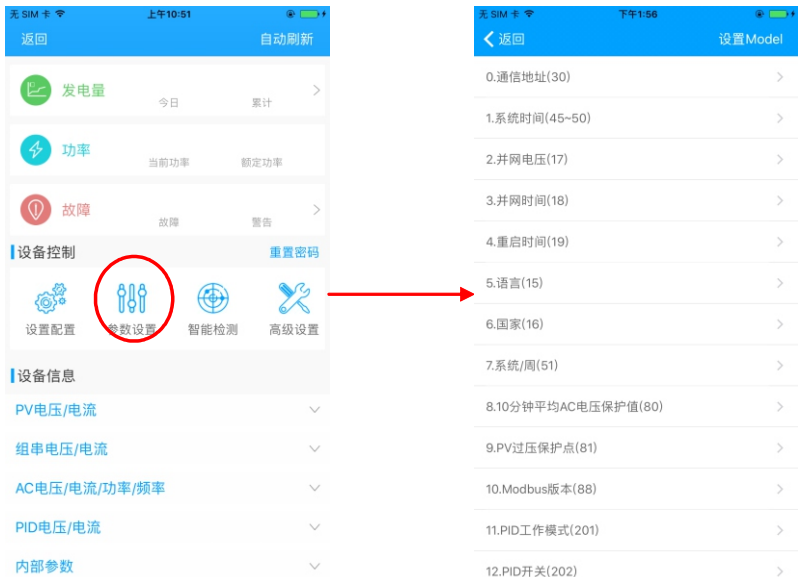 无 SIM 卡 上午10:51
返回 自动刷新
发电量
今日 累计
功率
当前功率 额定功率
故障
故障 警告
设备控制 重置密码
设置配置 参数设置 智能检测 高级设置
设备信息
PV电压/电流
组串电压/电流
AC电压/电流/功率/频率
PID电压/电流
内部参数
无 SIM 卡 下午1:56
返回 设置Model
0.通信地址(30)
1.系统时间(45~50)
2.并网电压(17)
3.并网时间(18)
4.重启时间(19)
5.语言(15)
6.国家(16)
7.系统/周(51)
8.10分钟平均AC电压保护值(80)
9.PV过压保护点(81)
10.Modbus版本(88)
11.PID工作模式(201)
12.PID开关(202)